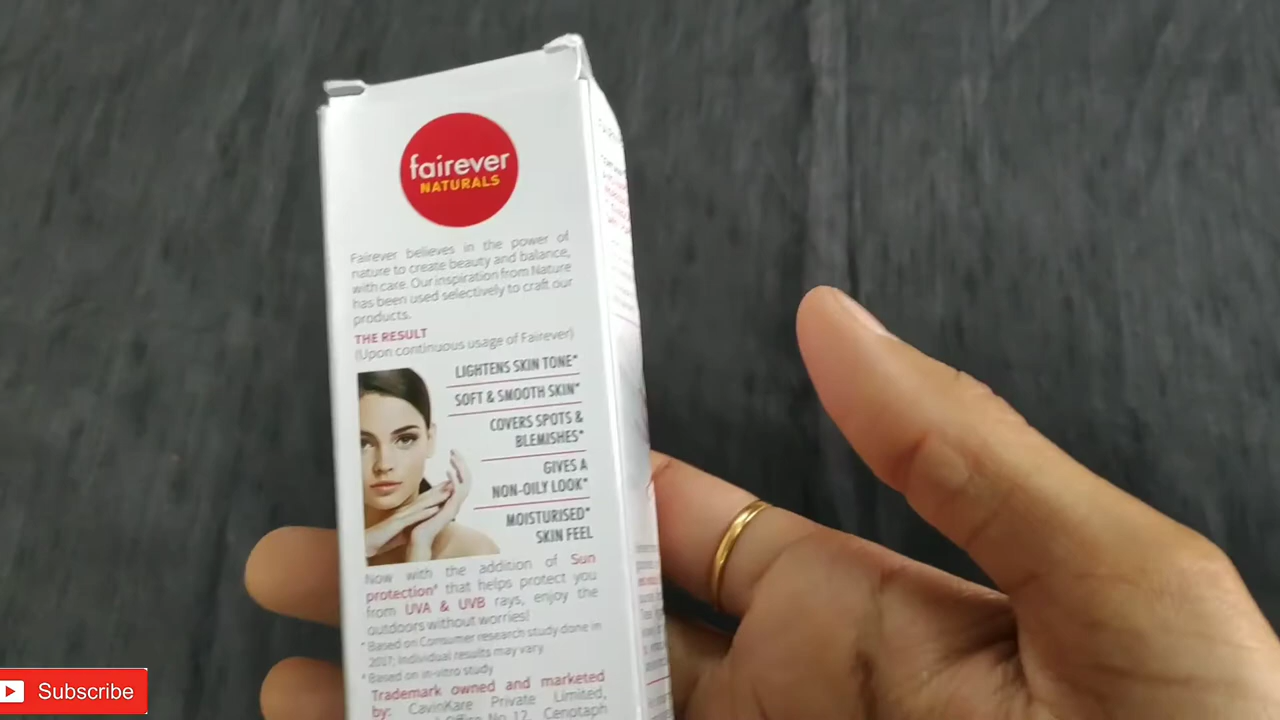 fairever
NATURALS
Fairever believes in the power of
nature to create beauty and balance,
with care. Our inspiration from Nature
has been used selectively to craft our
products.
THE RESULT
(Upon continuous usage of Fairever)
LIGHTENS SKIN TONE*
SOFT & SMOOTH SKIN*
COVERS SPOTS &
BLEMISHES*
GIVES A
NON-OILY LOOK*
MOISTURISED*
SKIN FEEL
Now with the addition of Sun
protection# that helps protect you
from UVA & UVB rays, enjoy the
outdoors without worries!
*Based on Consumer research study done in
2017; Individual results may vary
# Based on in-vitro study
Trademark owned and marketed
by: CavinKare Private Limited,
Office No.12, Cenotaph
Subscribe